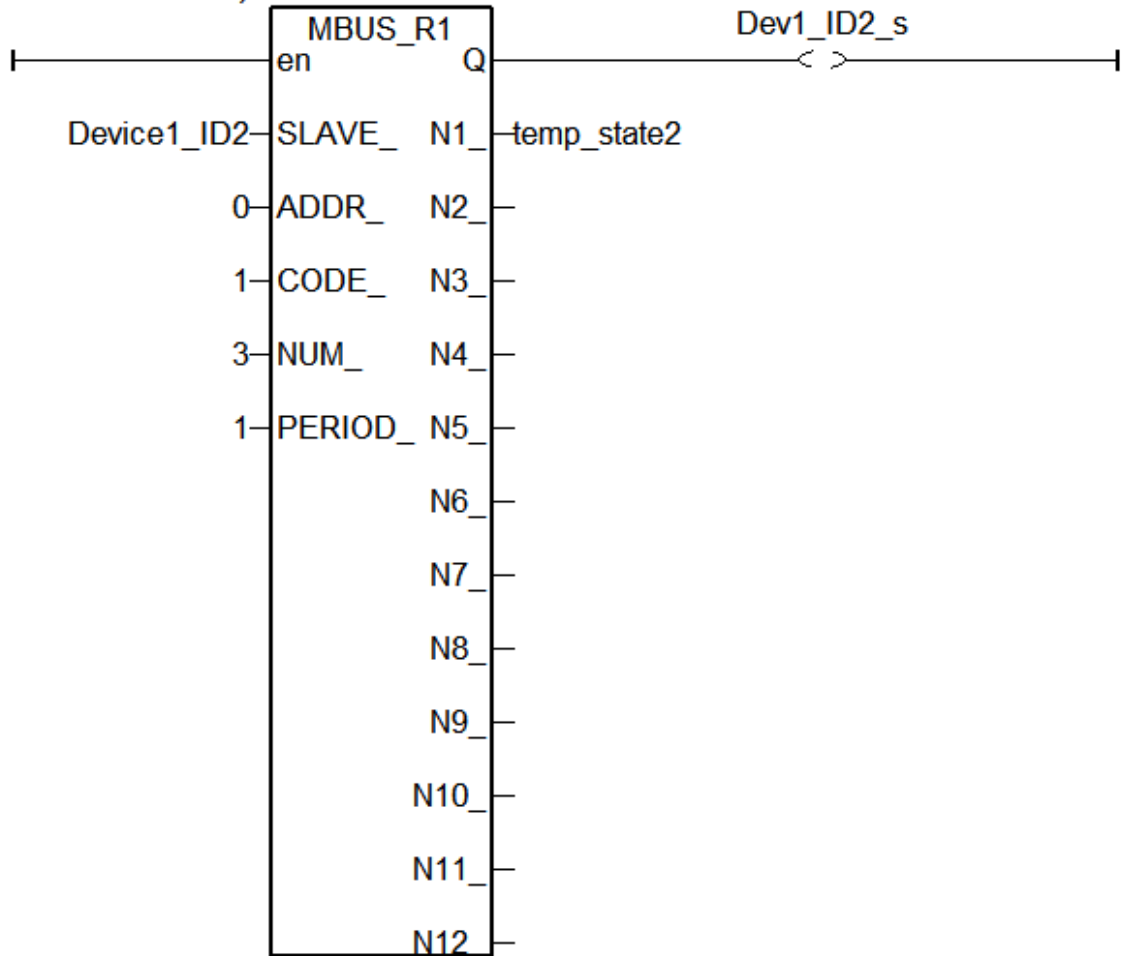 MBUS_R1
Dev1_ID2_s
en Q
Device1_ID2 SLAVE_ N1_ temp_state2
0 ADDR_ N2_
1 CODE_ N3_
3 NUM_ N4_
1 PERIOD_ N5_
N6_
N7_
N8_
N9_
N10_
N11_
N12_